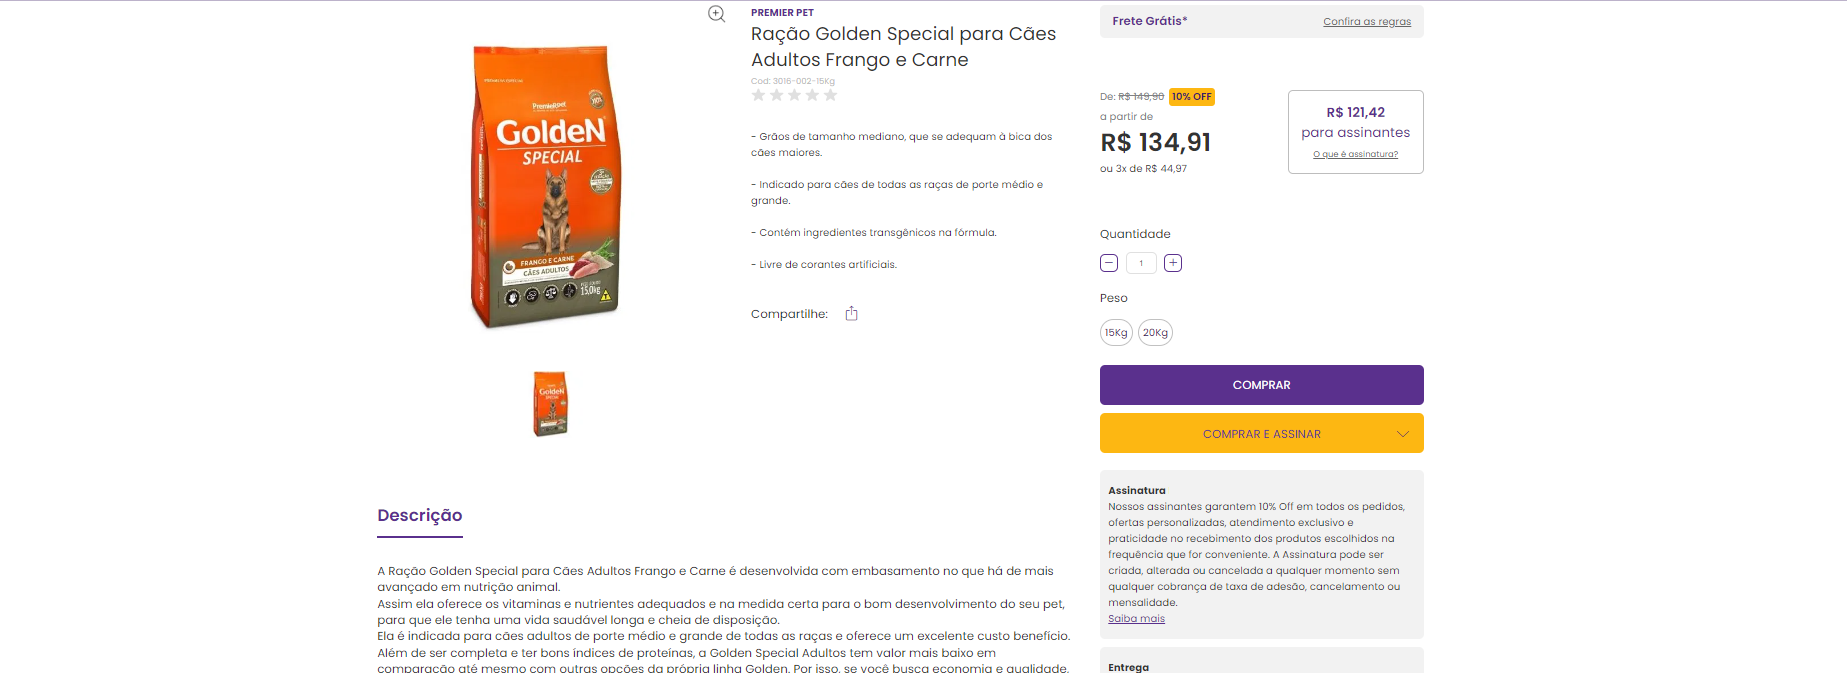 PREMIER PET
Ração Golden Special para Cães
Adultos Frango e Carne
Cod: 3016-002-15Kg
- Grãos de tamanho mediano, que se adequam à bica dos
cães maiores.
- Indicado para cães de todas as raças de porte médio e
grande.
- Contém ingredientes transgênicos na fórmula.
- Livre de corantes artificiais.
Compartilhe:
PremieRpet
GoldeN
SPECIAL
FRANGO E CARNE
CÃES ADULTOS
15,0kg
GoldeN
Frete Grátis*
Confira as regras
De: R$ 149,90 10% OFF
a partir de
R$ 134,91
ou 3x de R$ 44,97
R$ 121,42
para assinantes
O que é assinatura?
Quantidade
1
Peso
15Kg 20Kg
COMPRAR
COMPRAR E ASSINAR
Assinatura
Nossos assinantes garantem 10% Off em todos os pedidos,
ofertas personalizadas, atendimento exclusivo e
praticidade no recebimento dos produtos escolhidos na
frequência que for conveniente. A Assinatura pode ser
criada, alterada ou cancelada a qualquer momento sem
qualquer cobrança de taxa de adesão, cancelamento ou
mensalidade.
Saiba mais
Entrega
Descrição
A Ração Golden Special para Cães Adultos Frango e Carne é desenvolvida com embasamento no que há de mais
avançado em nutrição animal.
Assim ela oferece os vitaminas e nutrientes adequados e na medida certa para o bom desenvolvimento do seu pet,
para que ele tenha uma vida saudável longa e cheia de disposição.
Ela é indicada para cães adultos de porte médio e grande de todas as raças e oferece um excelente custo benefício.
Além de ser completa e ter bons índices de proteínas, a Golden Special Adultos tem valor mais baixo em
comparação até mesmo com outras opções da própria linha Golden. Por isso, se você busca economia e qualidade,